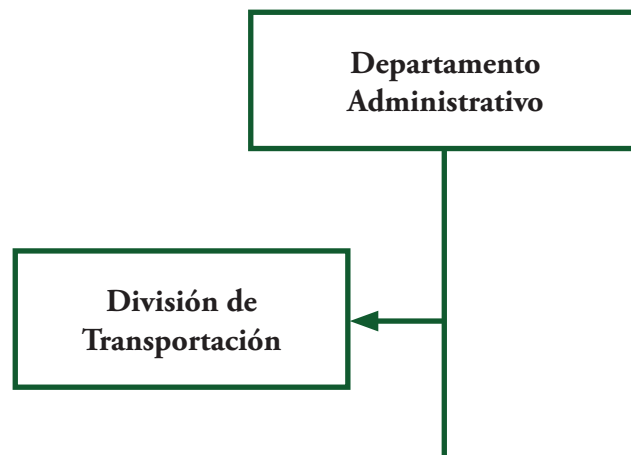 Departamento
Administrativo
División de
Transportación